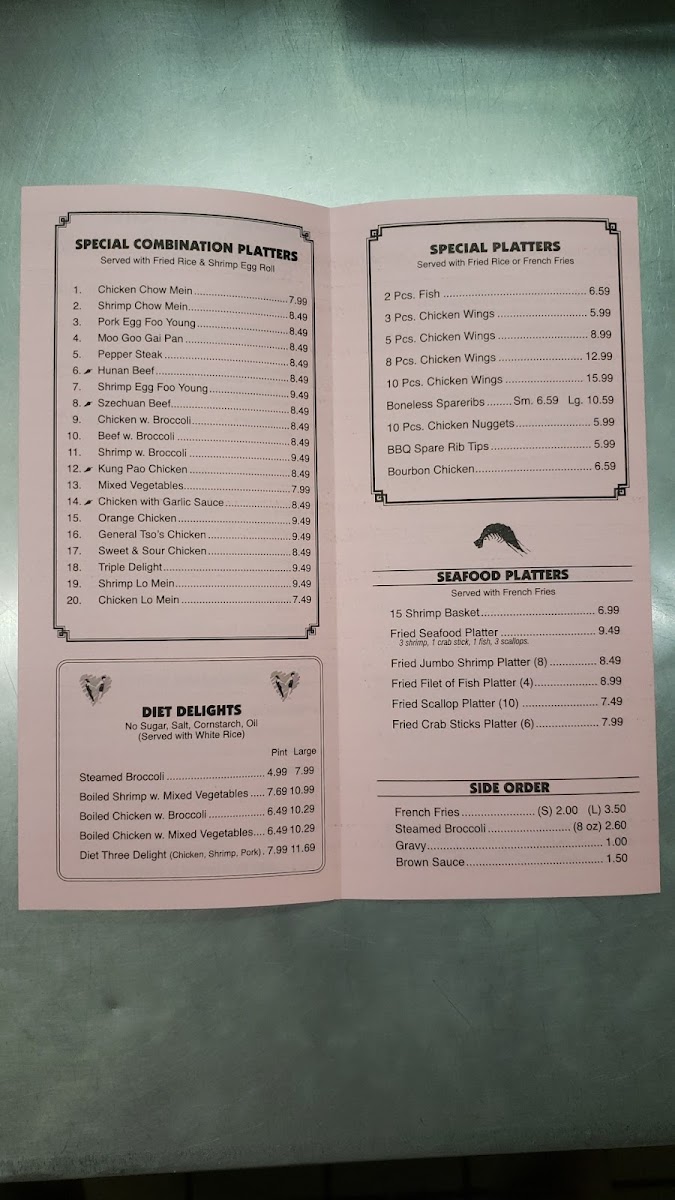 SPECIAL COMBINATION PLATTERS
Served with Fried Rice & Shrimp Egg Roll
1. Chicken Chow Mein 7.99
2. Shrimp Chow Mein 8.49
3. Pork Egg Foo Young 8.49
4. Moo Goo Gai Pan 8.49
5. Pepper Steak 8.49
6. Hunan Beef 8.49
7. Shrimp Egg Foo Young 9.49
8. Szechuan Beef 8.49
9. Chicken w. Broccoli 8.49
10. Beef w. Broccoli 8.49
11. Shrimp w. Broccoli 9.49
12. Kung Pao Chicken 8.49
13. Mixed Vegetables 7.99
14. Chicken with Garlic Sauce 8.49
15. Orange Chicken 9.49
16. General Tso's Chicken 9.49
17. Sweet & Sour Chicken 8.49
18. Triple Delight 9.49
19. Shrimp Lo Mein 9.49
20. Chicken Lo Mein 7.49
DIET DELIGHTS
No Sugar, Salt, Cornstarch, Oil
(Served with White Rice)
Pint Large
Steamed Broccoli 4.99 7.99
Boiled Shrimp w. Mixed Vegetables 7.69 10.99
Boiled Chicken w. Broccoli 6.49 10.29
Boiled Chicken w. Mixed Vegetables 6.49 10.29
Diet Three Delight (Chicken, Shrimp, Pork) 7.99 11.69
SPECIAL PLATTERS
Served with Fried Rice or French Fries
2 Pcs. Fish 6.59
3 Pcs. Chicken Wings 5.99
5 Pcs. Chicken Wings 8.99
8 Pcs. Chicken Wings 12.99
10 Pcs. Chicken Wings 15.99
Boneless Spareribs Sm. 6.59 Lg. 10.59
10 Pcs. Chicken Nuggets 5.99
BBQ Spare Rib Tips 5.99
Bourbon Chicken 6.59
SEAFOOD PLATTERS
Served with French Fries
15 Shrimp Basket 6.99
Fried Seafood Platter 9.49
3 shrimp, 1 crab stick, 1 fish, 3 scallops.
Fried Jumbo Shrimp Platter (8) 8.49
Fried Filet of Fish Platter (4) 8.99
Fried Scallop Platter (10) 7.49
Fried Crab Sticks Platter (6) 7.99
SIDE ORDER
French Fries (S) 2.00 (L) 3.50
Steamed Broccoli (8 oz) 2.60
Gravy 1.00
Brown Sauce 1.50